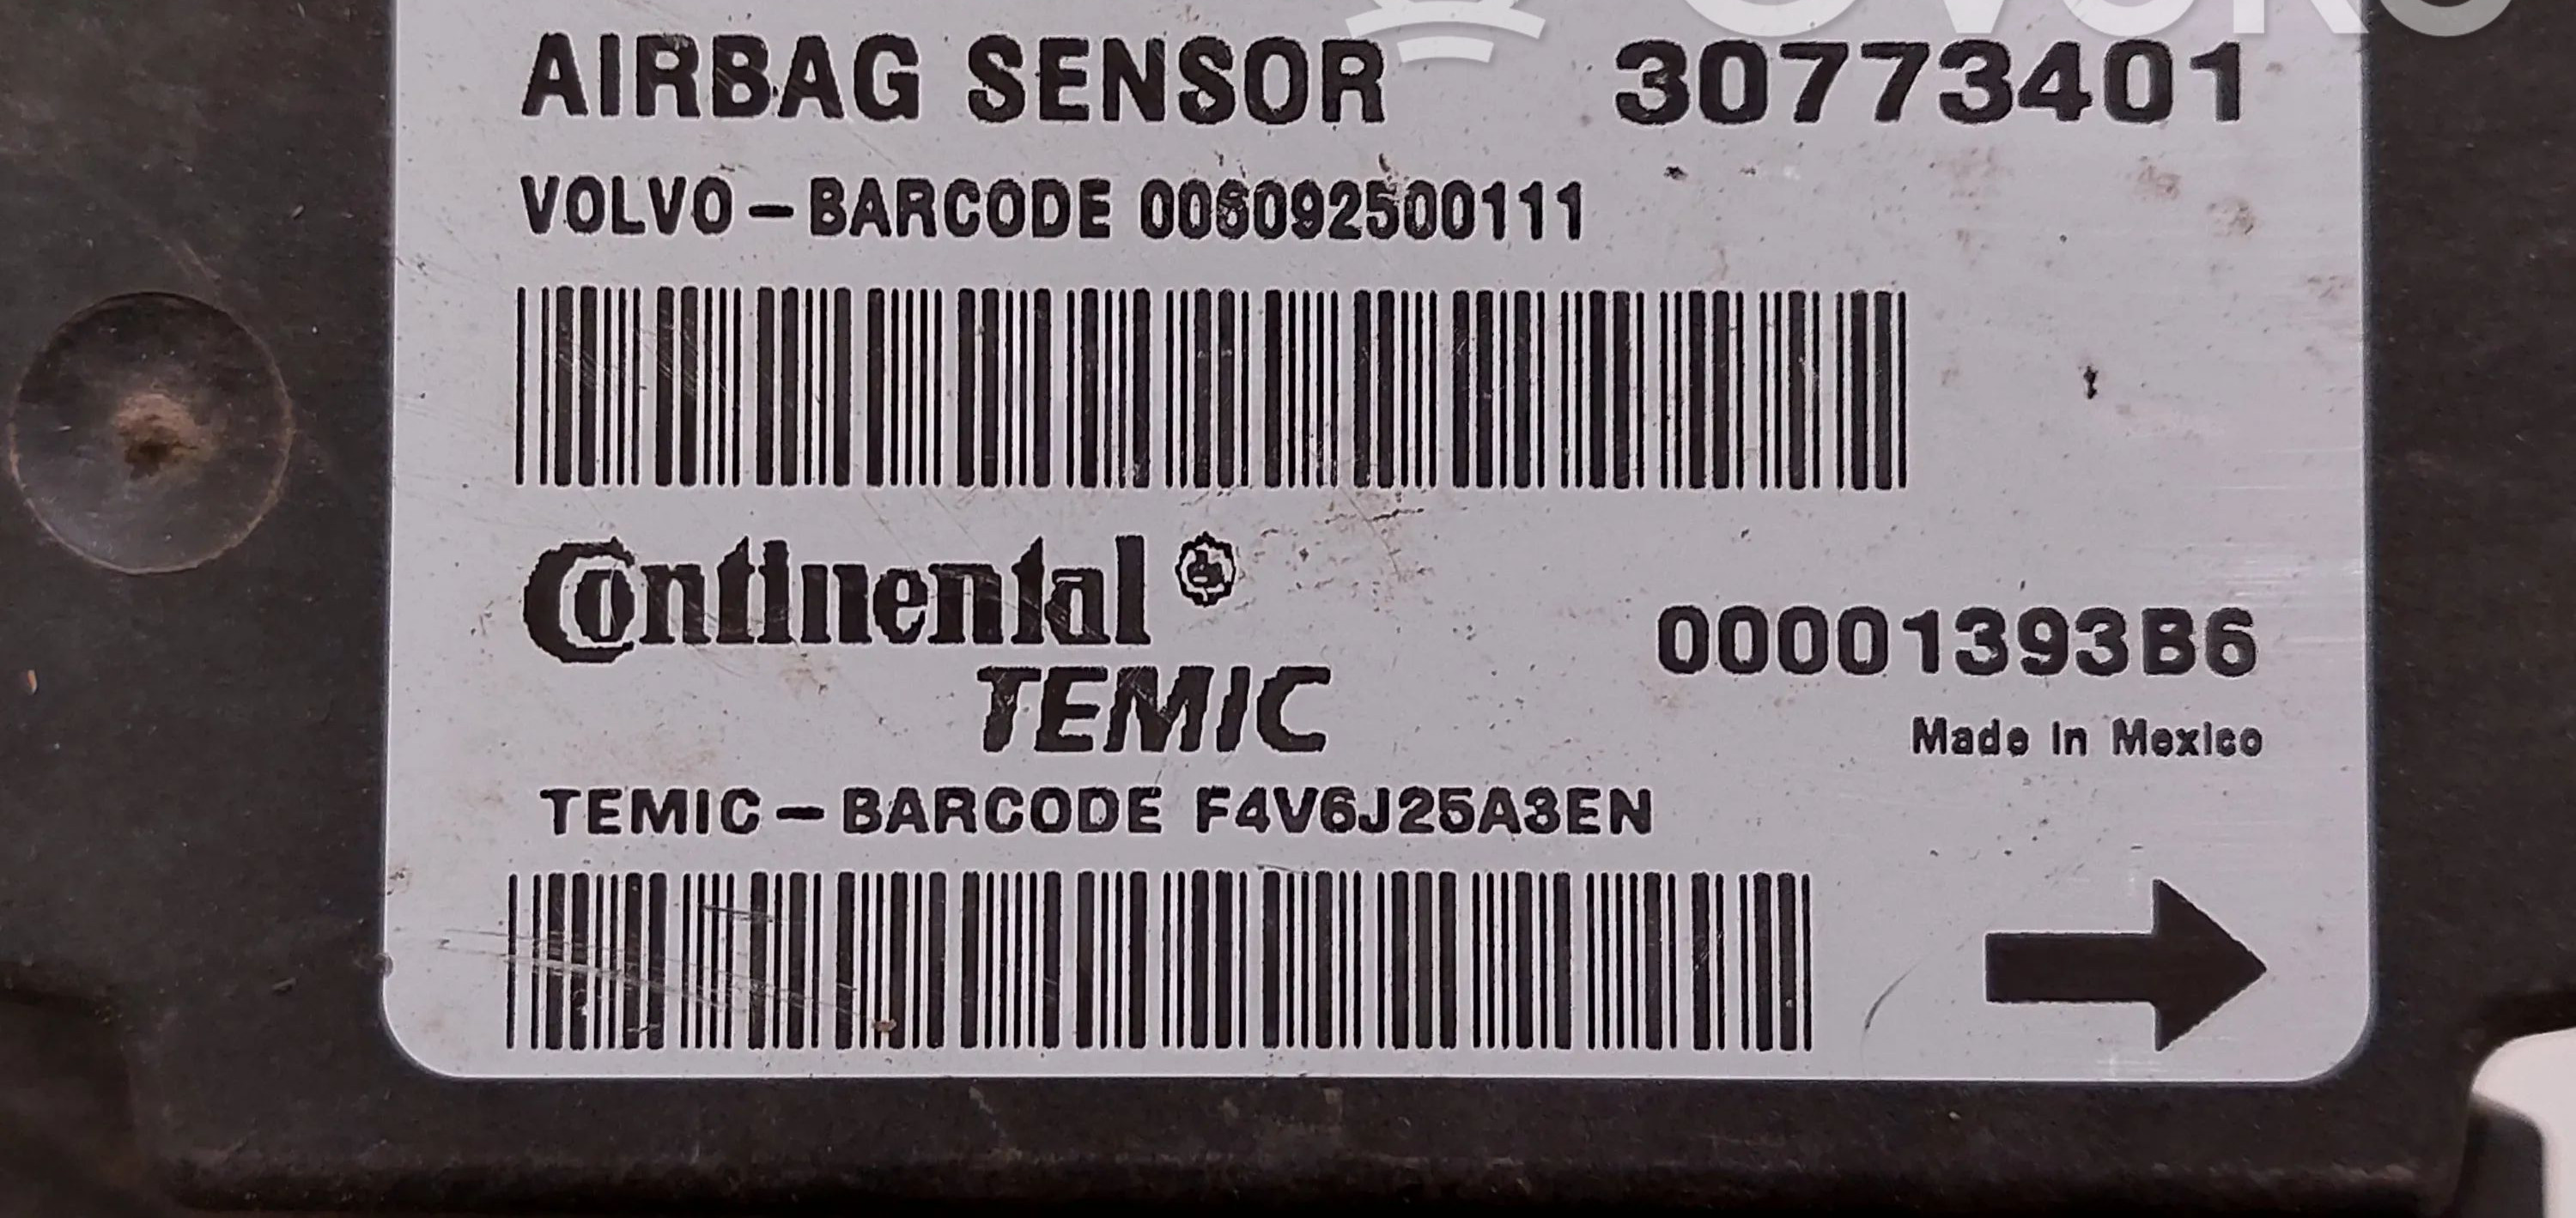 AIRBAG SENSOR 30773401
VOLVO-BARCODE 006092500111
Continental
TEMIC
00001393B6
Made In Mexico
TEMIC-BARCODE F4V6J25A3EN